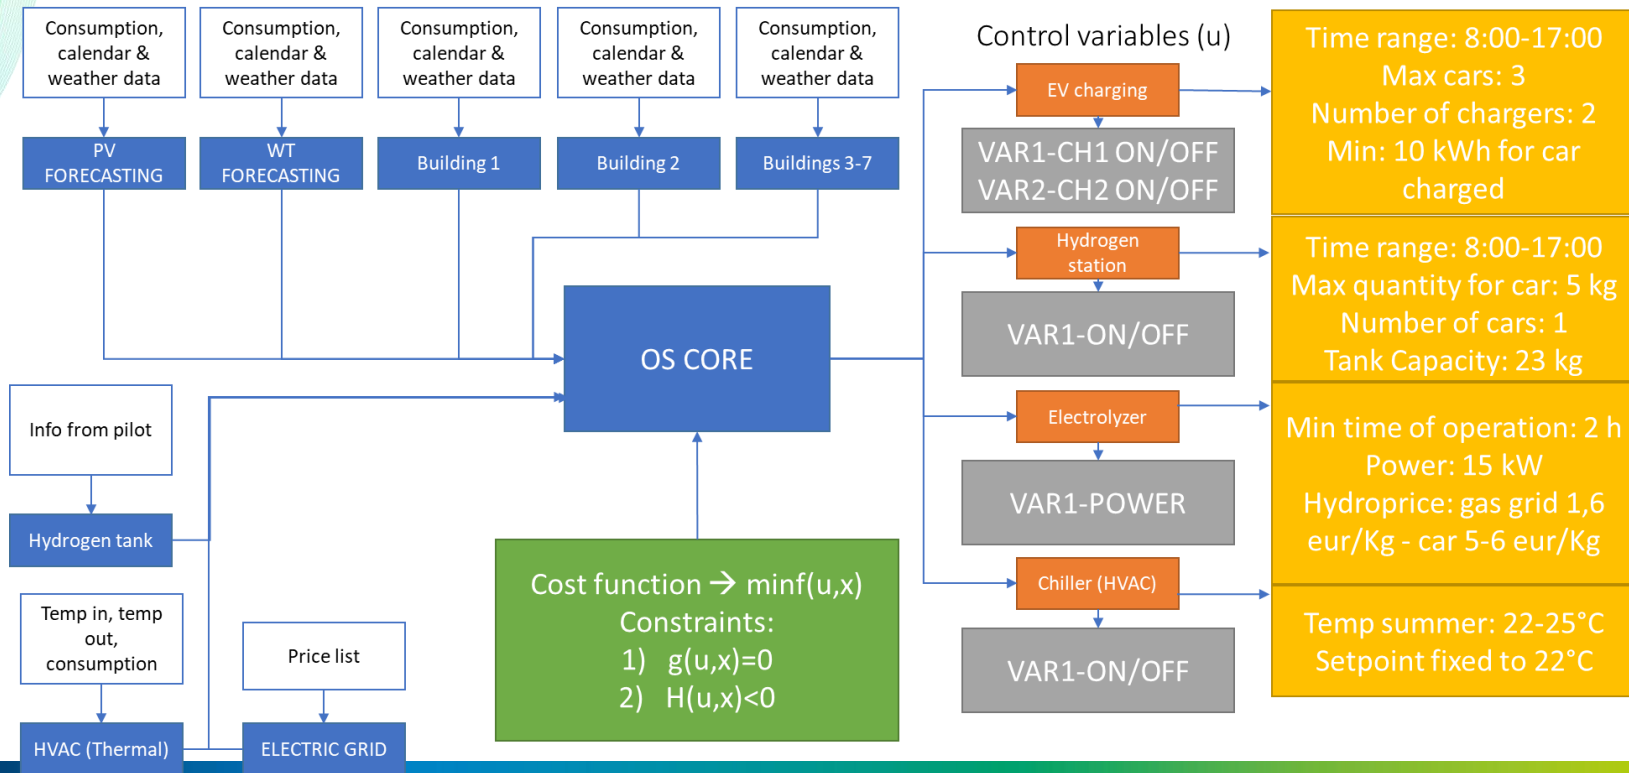 Consumption,
calendar &
weather data
Consumption,
calendar &
weather data
Consumption,
calendar &
weather data
Consumption,
calendar &
weather data
Consumption,
calendar &
weather data
PV
FORECASTING
WT
FORECASTING
Building 1
Building 2
Buildings 3-7
Control variables (u)
EV charging
VAR1-CH1 ON/OFF
VAR2-CH2 ON/OFF
Time range: 8:00-17:00
Max cars: 3
Number of chargers: 2
Min: 10 kWh for car
charged
Hydrogen
station
VAR1-ON/OFF
Time range: 8:00-17:00
Max quantity for car: 5 kg
Number of cars: 1
Tank Capacity: 23 kg
OS CORE
Info from pilot
Hydrogen tank
Electrolyzer
VAR1-POWER
Min time of operation: 2 h
Power: 15 kW
Hydroprice: gas grid 1,6
eur/Kg - car 5-6 eur/Kg
Cost function → minf(u,x)
Constraints:
1) g(u,x)=0
2) H(u,x)<0
Chiller (HVAC)
VAR1-ON/OFF
Temp summer: 22-25°C
Setpoint fixed to 22°C
Temp in, temp
out,
consumption
HVAC (Thermal)
Price list
ELECTRIC GRID